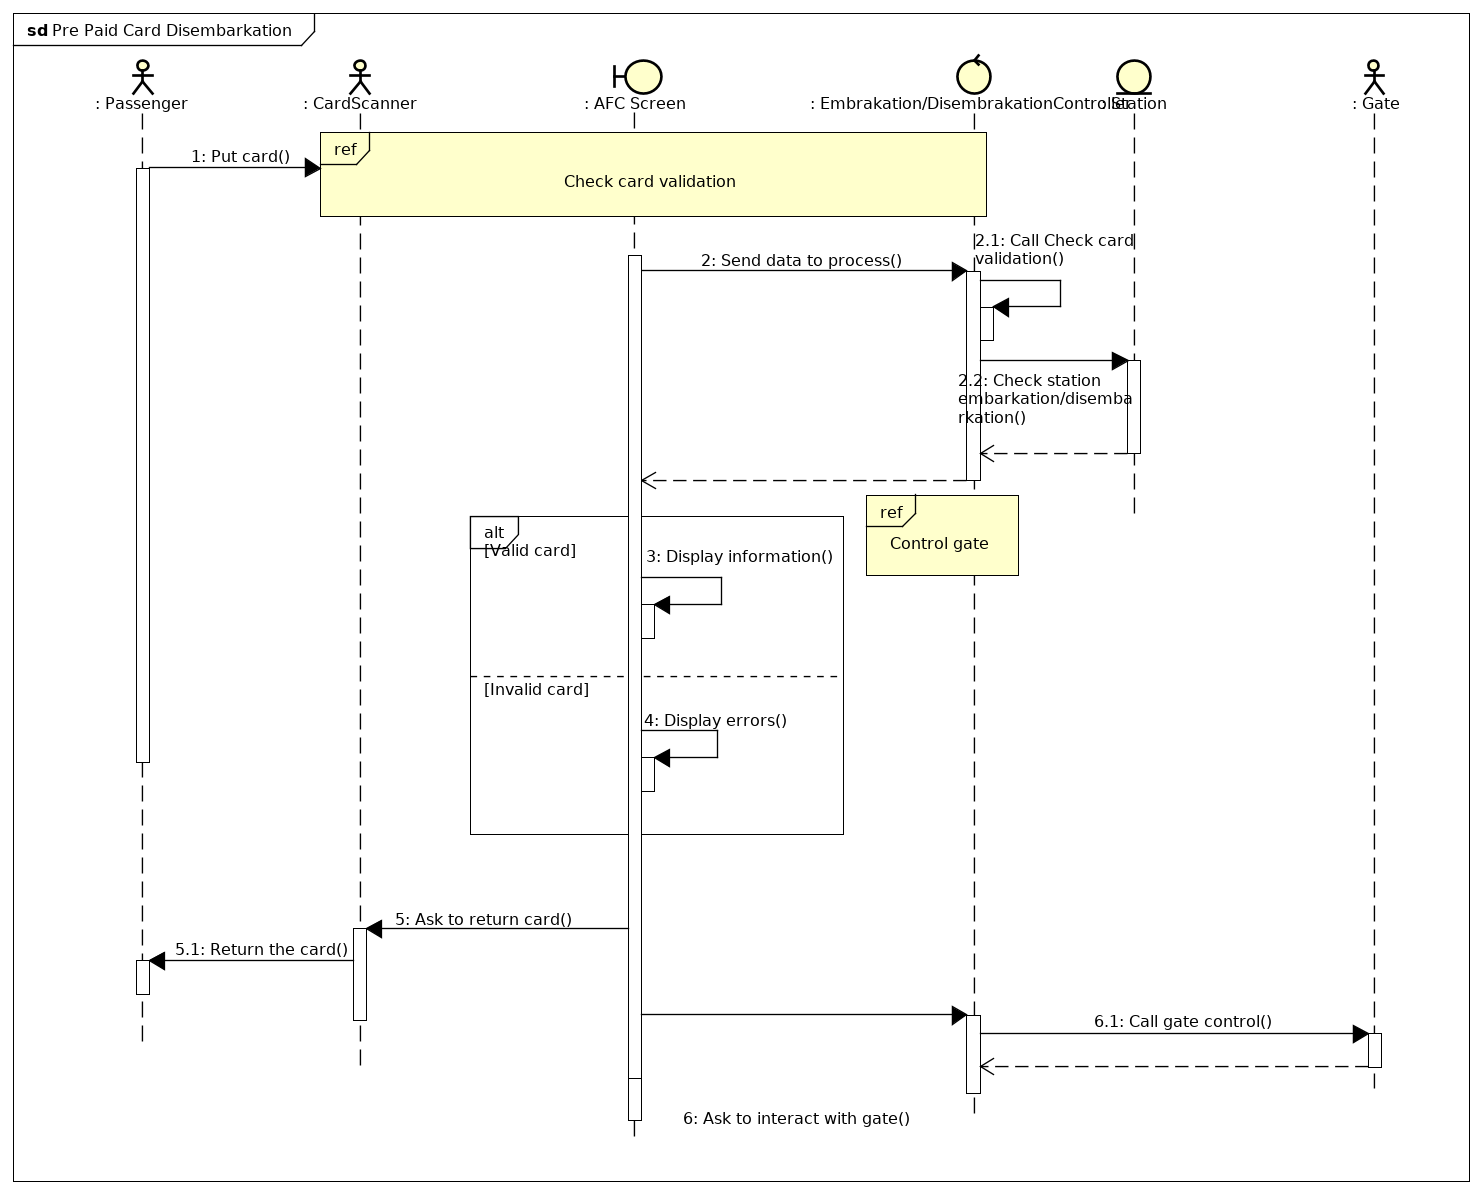 sd Pre Paid Card Disembarkation
: Passenger
: CardScanner
: AFC Screen
: Embrakation/DisembrakationController
: Station
: Gate
ref
1: Put card()
Check card validation
2.1: Call Check card
validation()
2: Send data to process()
2.2: Check station
embarkation/disemba
rkation()
ref
Control gate
alt
[Valid card]
3: Display information()
[Invalid card]
4: Display errors()
5: Ask to return card()
5.1: Return the card()
6.1: Call gate control()
6: Ask to interact with gate()